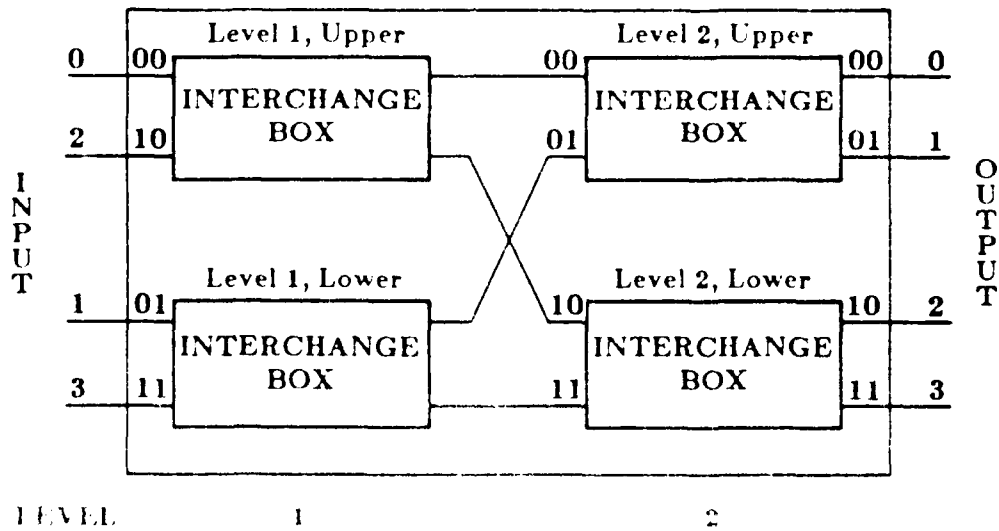 Level 1, Upper
Level 2, Upper
0 00 00 00 0
INTERCHANGE BOX
INTERCHANGE BOX
2 10 01 01 1
INPUT
OUTPUT
Level 1, Lower
Level 2, Lower
1 01 10 10 2
INTERCHANGE BOX
INTERCHANGE BOX
3 11 11 11 3
LEVEL 1 2